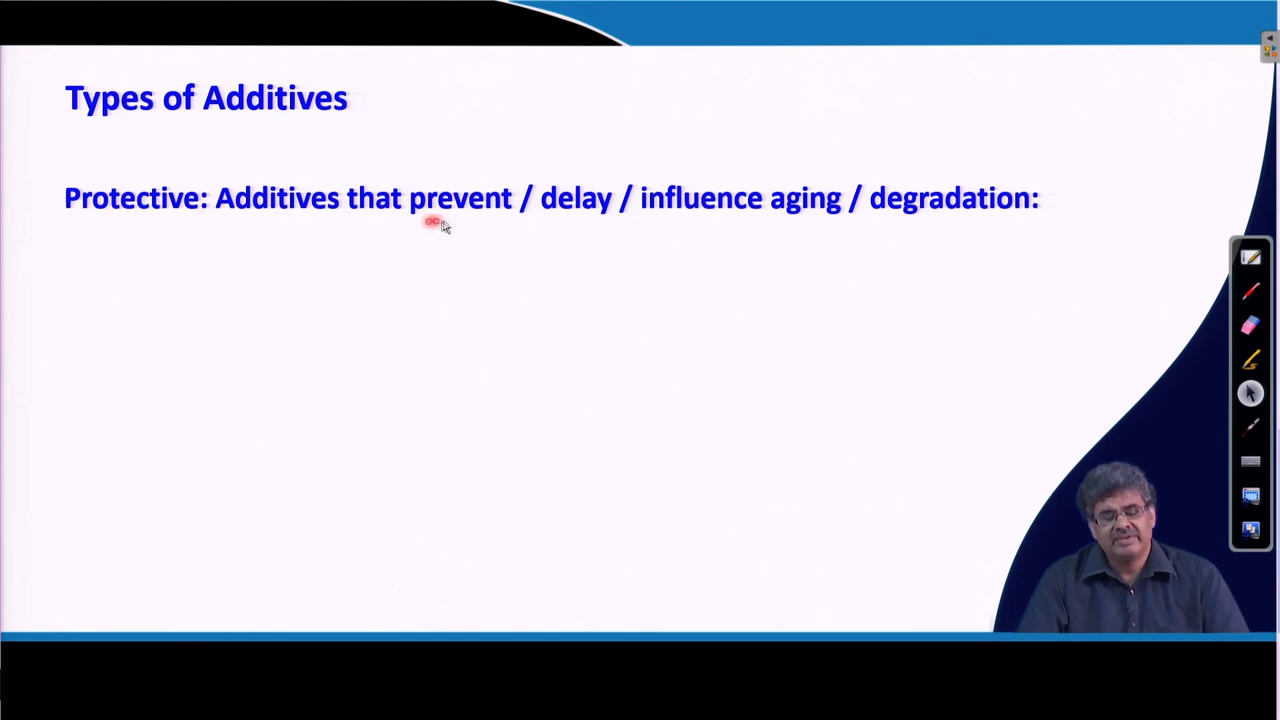 Types of Additives
Protective: Additives that prevent / delay / influence aging / degradation: